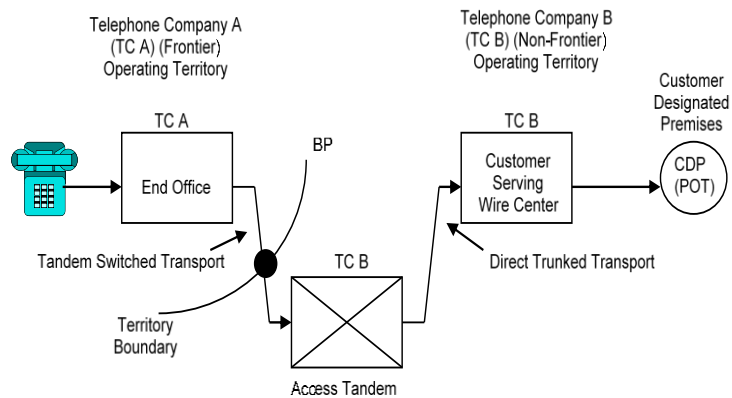 Telephone Company A
(TC A) (Frontier)
Operating Territory
Telephone Company B
(TC B) (Non-Frontier)
Operating Territory
Customer
Designated
Premises
TC A
End Office
BP
TC B
Customer
Serving
Wire Center
CDP
(POT)
Tandem Switched Transport
TC B
Direct Trunked Transport
Territory
Boundary
Access Tandem